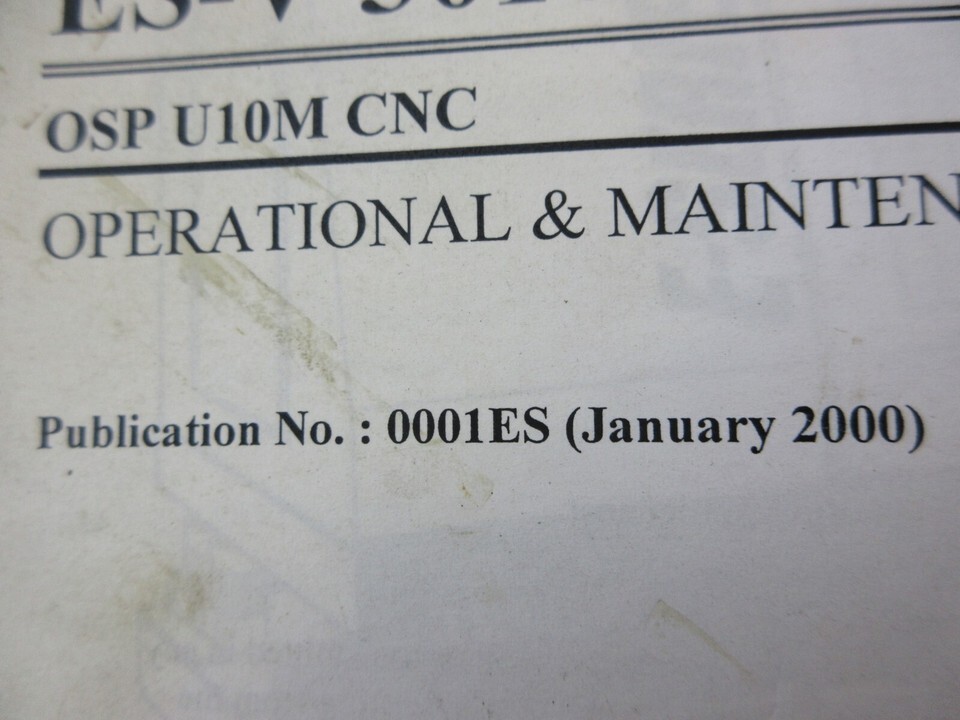 OSP U10M CNC
OPERATIONAL & MAINTEN
Publication No. : 0001ES (January 2000)